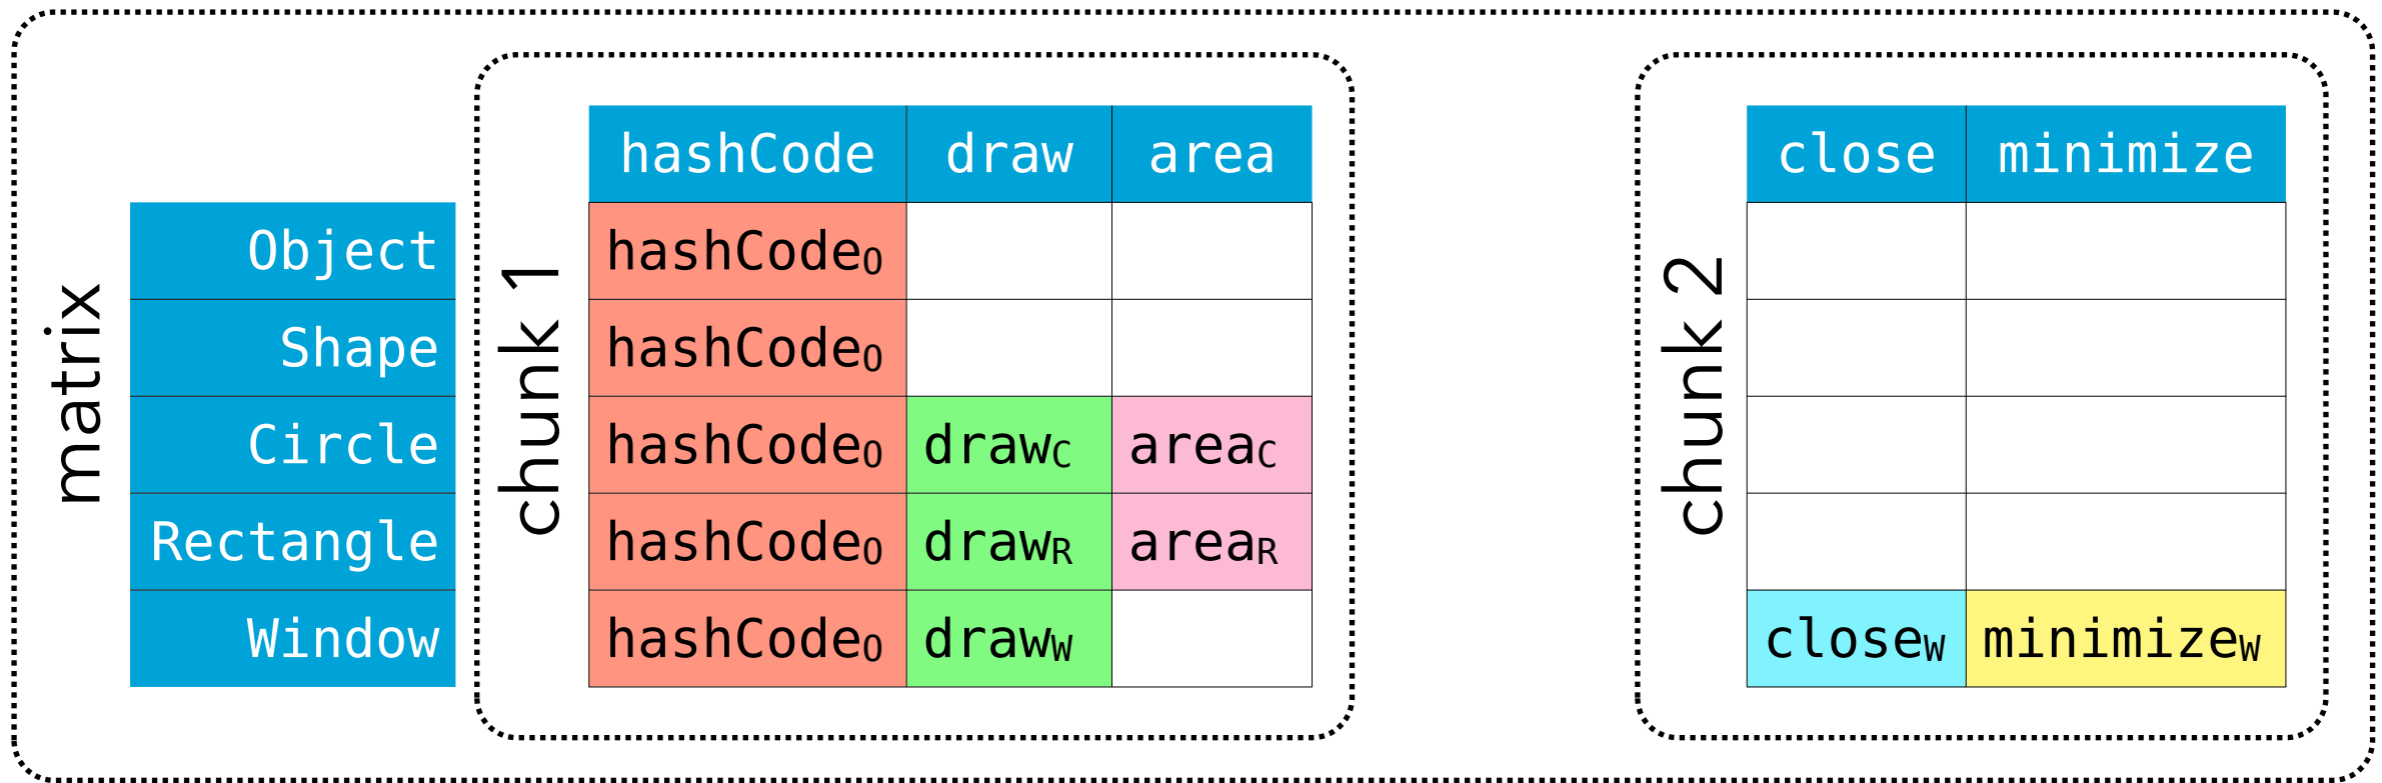 matrix
chunk 1
chunk 2
hashCode draw area close minimize
Object hashCodeO
Shape hashCodeO
Circle hashCodeO drawC areaC
Rectangle hashCodeO drawR areaR
Window hashCodeO drawW closeW minimizeW